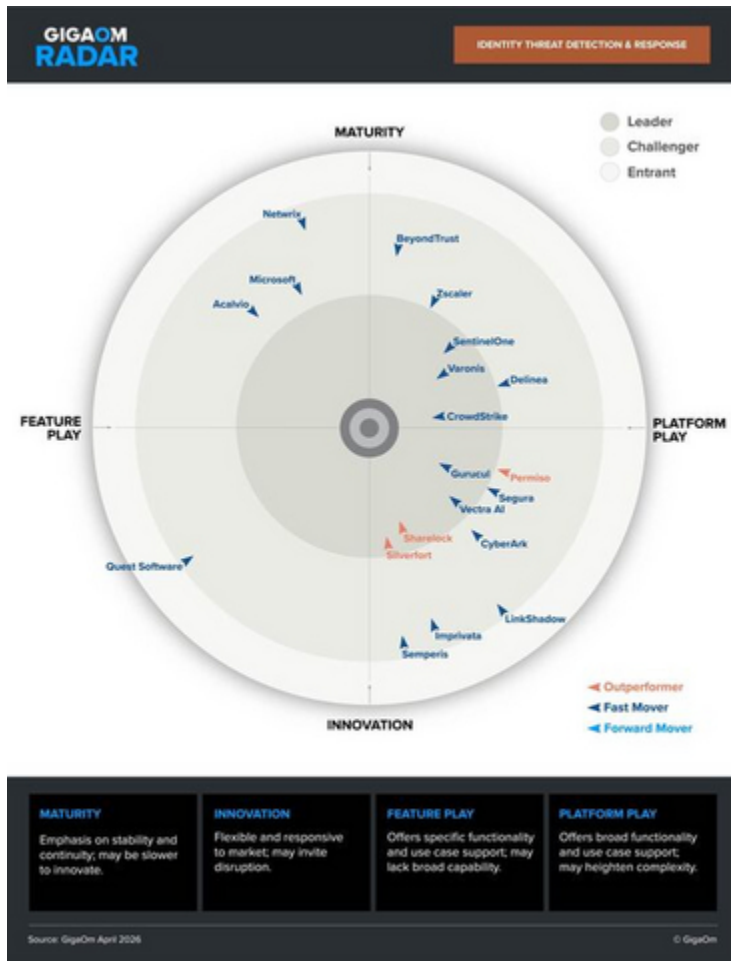 GIGAOM
RADAR
IDENTITY THREAT DETECTION & RESPONSE
MATURITY
Leader
Challenger
Entrant
Netwrix
BeyondTrust
Microsoft
Zscaler
Acalvio
SentinelOne
Varonis
Delinea
CrowdStrike
FEATURE
PLAY
PLATFORM
PLAY
Gurucul
Permiso
Segura
Vectra AI
Sharelock
CyberArk
Silverfort
Quest Software
LinkShadow
Imprivata
Semperis
Outperformer
Fast Mover
Forward Mover
INNOVATION
MATURITY
Emphasis on stability and
continuity; may be slower
to innovate.
INNOVATION
Flexible and responsive
to market; may invite
disruption.
FEATURE PLAY
Offers specific functionality
and use case support; may
lack broad capability.
PLATFORM PLAY
Offers broad functionality
and use case support;
may heighten complexity.
Source: GigaOm April 2026
© GigaOm